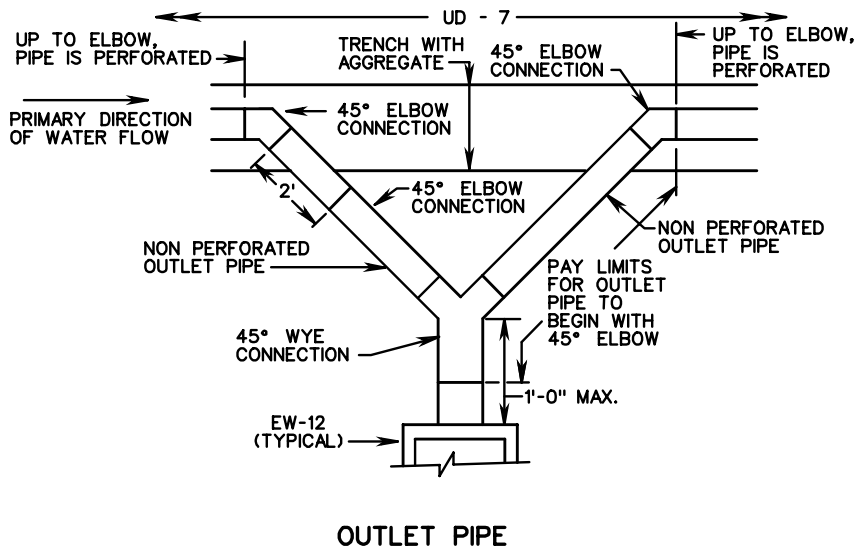 UD - 7
UP TO ELBOW,
PIPE IS PERFORATED
TRENCH WITH
AGGREGATE
45° ELBOW
CONNECTION
UP TO ELBOW,
PIPE IS
PERFORATED
PRIMARY DIRECTION
OF WATER FLOW
45° ELBOW
CONNECTION
2'
45° ELBOW
CONNECTION
NON PERFORATED
OUTLET PIPE
NON PERFORATED
OUTLET PIPE
PAY LIMITS
FOR OUTLET
PIPE TO
BEGIN WITH
45° ELBOW
45° WYE
CONNECTION
1'-0" MAX.
EW-12
(TYPICAL)
OUTLET PIPE